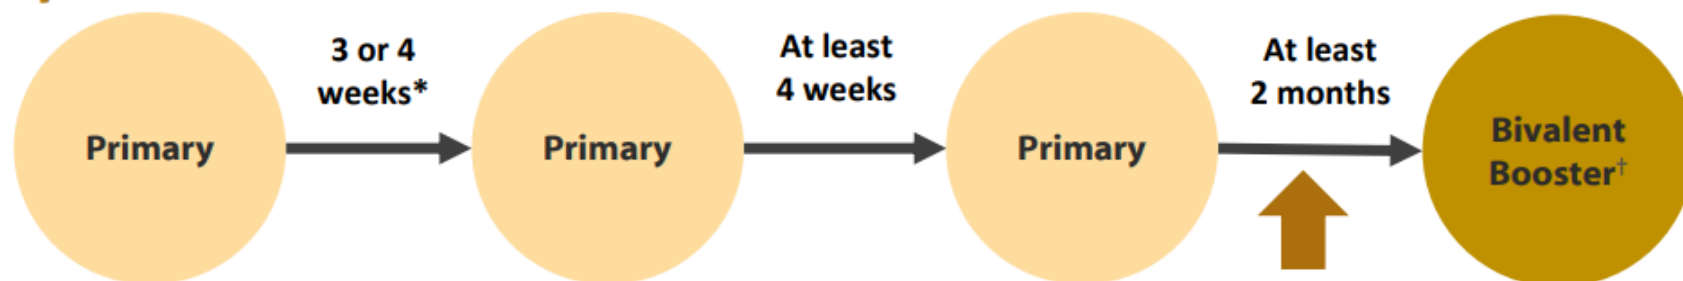 Primary
3 or 4
weeks*
Primary
At least
4 weeks
Primary
At least
2 months
Bivalent
Booster†